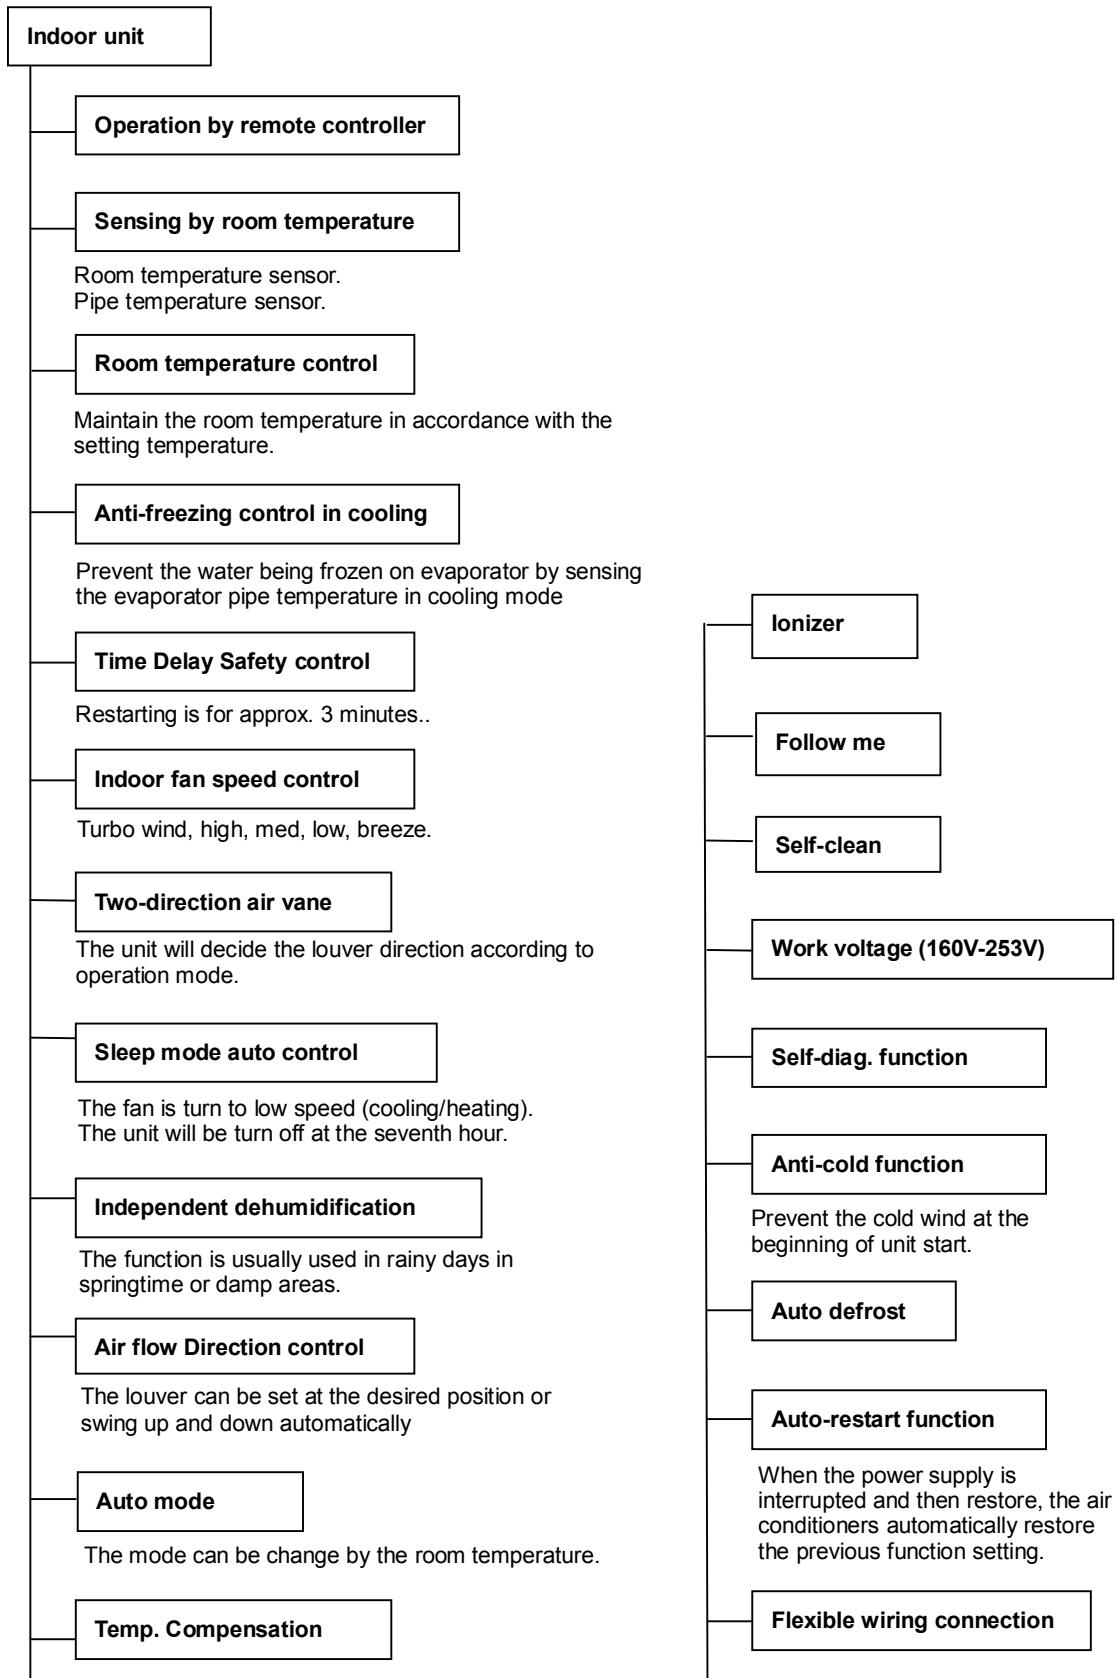 Indoor unit
Operation by remote controller
Sensing by room temperature
Room temperature sensor.
Pipe temperature sensor.
Room temperature control
Maintain the room temperature in accordance with the
setting temperature.
Anti-freezing control in cooling
Prevent the water being frozen on evaporator by sensing
the evaporator pipe temperature in cooling mode
Time Delay Safety control
Restarting is for approx. 3 minutes..
Indoor fan speed control
Turbo wind, high, med, low, breeze.
Two-direction air vane
The unit will decide the louver direction according to
operation mode.
Sleep mode auto control
The fan is turn to low speed (cooling/heating).
The unit will be turn off at the seventh hour.
Independent dehumidification
The function is usually used in rainy days in
springtime or damp areas.
Air flow Direction control
The louver can be set at the desired position or
swing up and down automatically
Auto mode
The mode can be change by the room temperature.
Temp. Compensation
Ionizer
Follow me
Self-clean
Work voltage (160V-253V)
Self-diag. function
Anti-cold function
Prevent the cold wind at the
beginning of unit start.
Auto defrost
Auto-restart function
When the power supply is
interrupted and then restore, the air
conditioners automatically restore
the previous function setting.
Flexible wiring connection